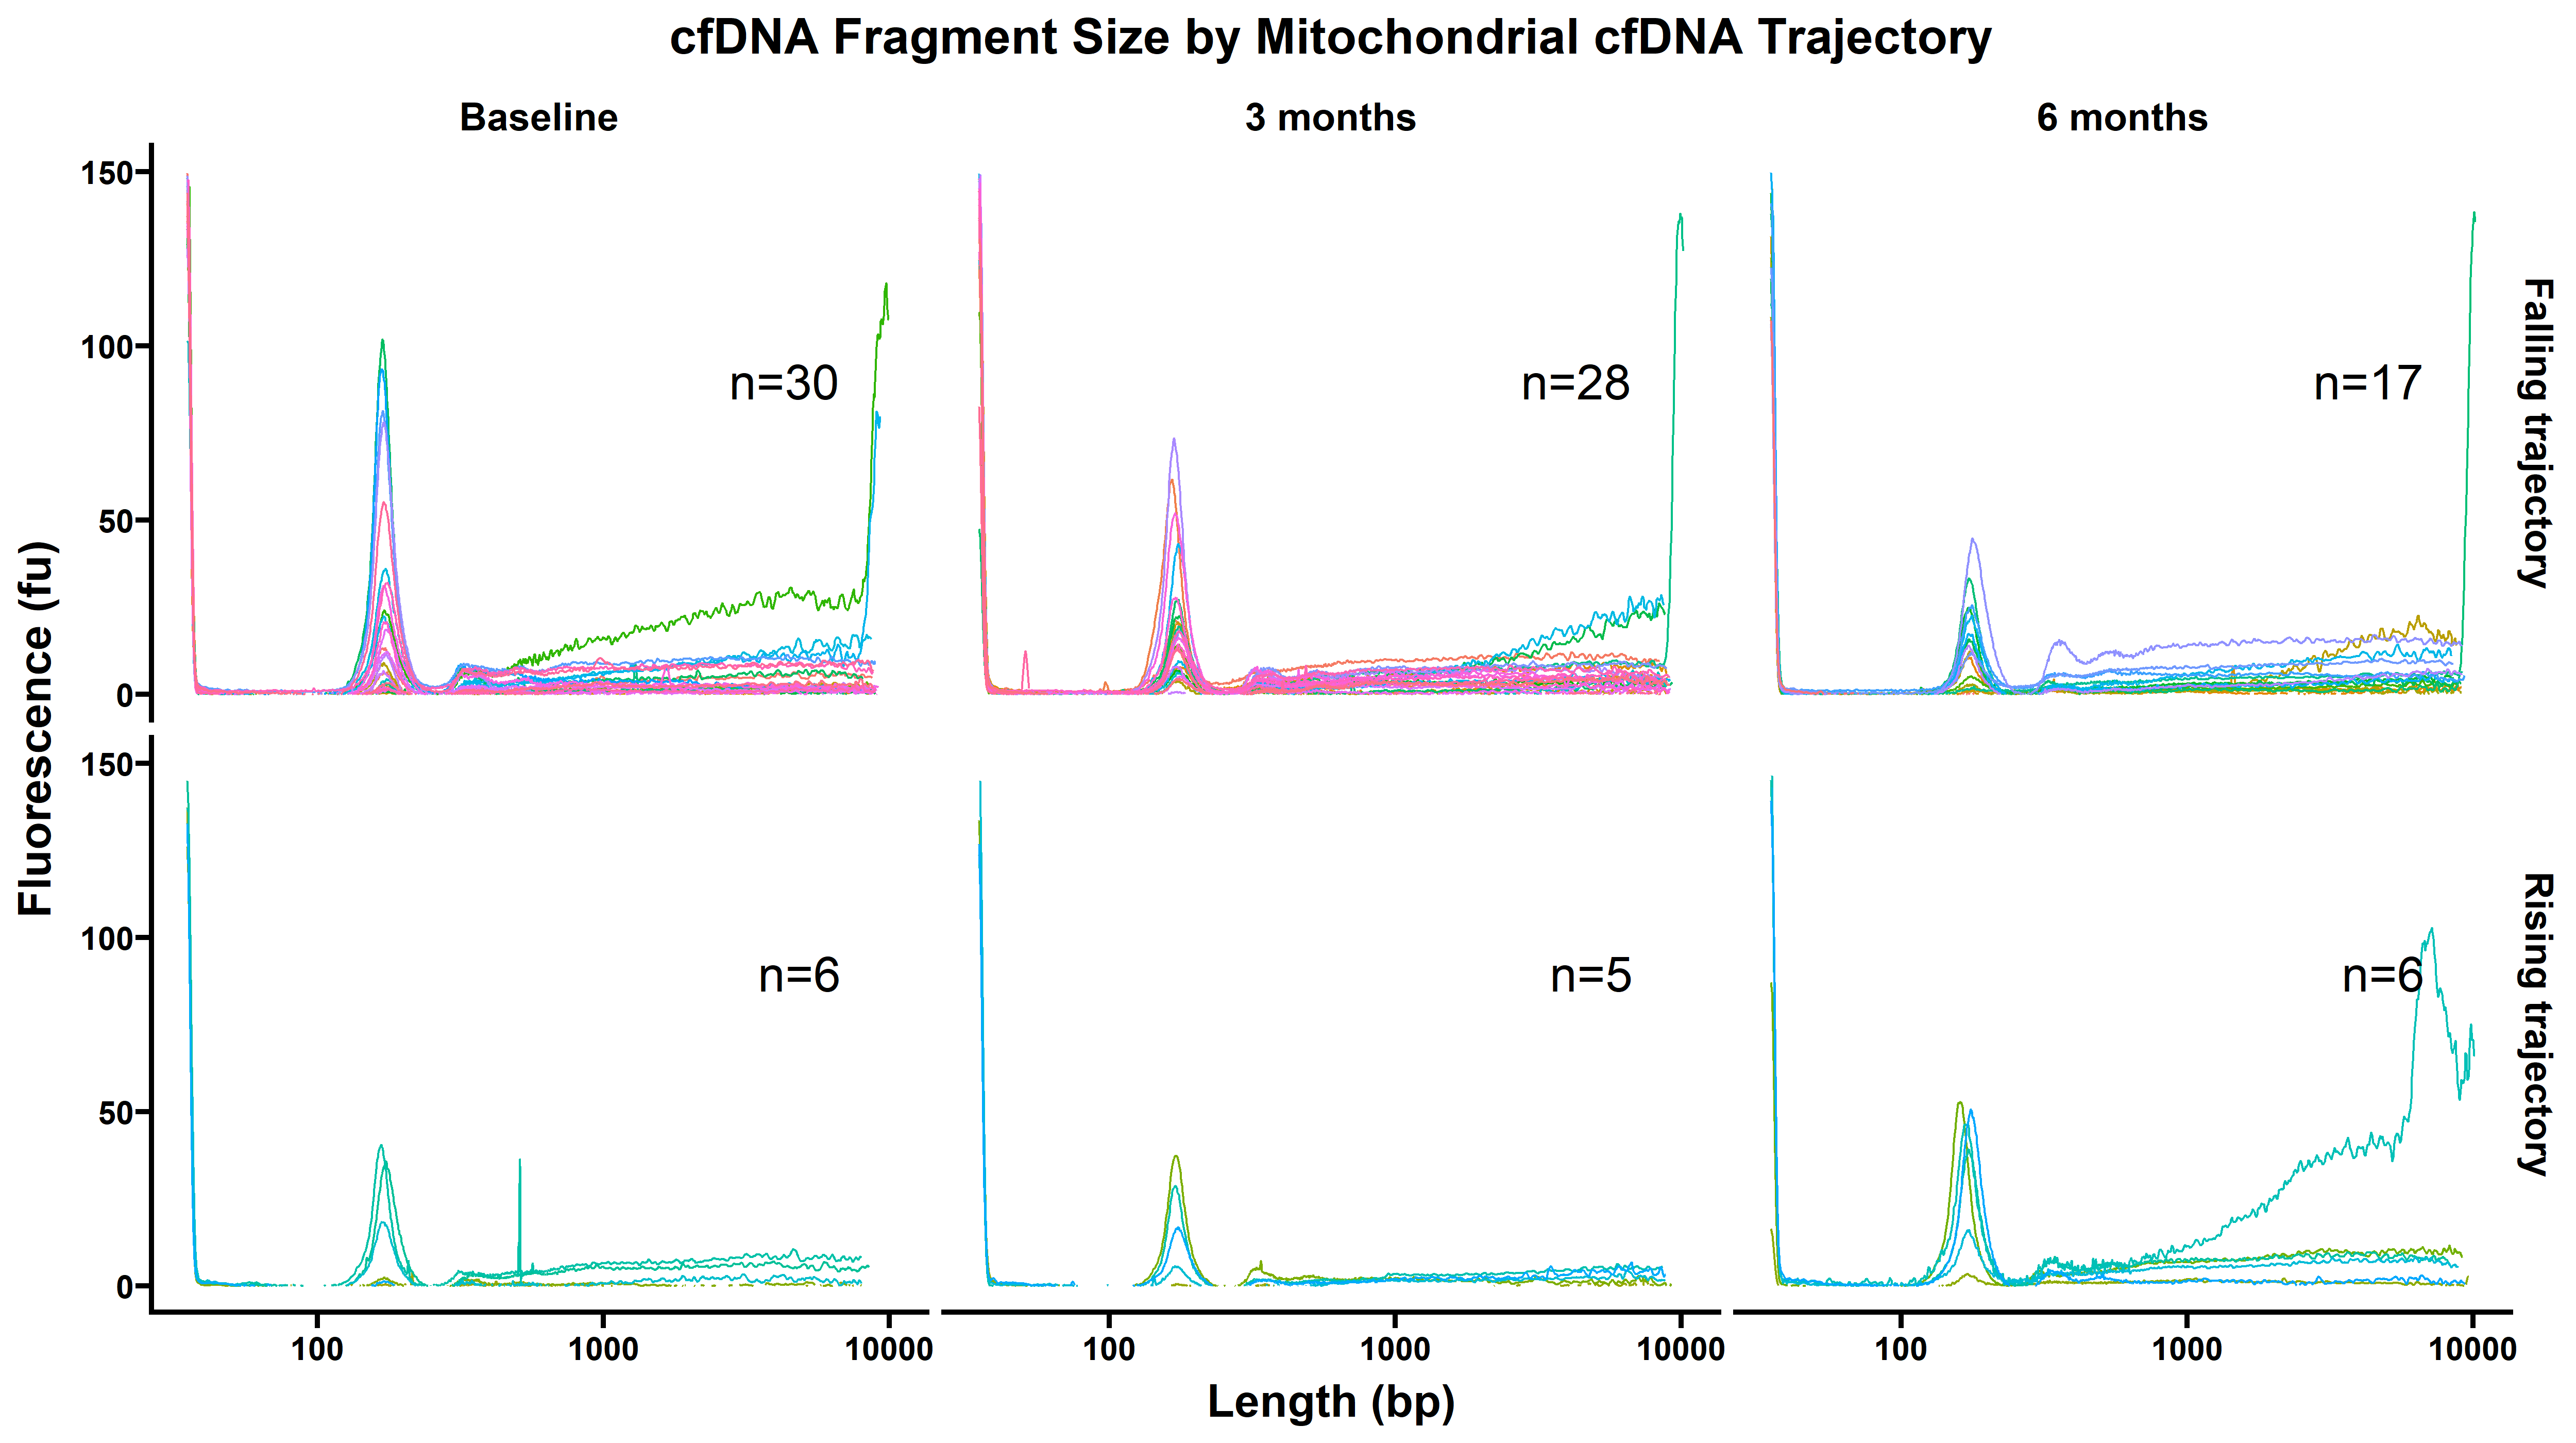 cfDNA Fragment Size by Mitochondrial cfDNA Trajectory
Baseline
3 months
6 months
150
100
50
0
n=30
n=28
n=17
Falling trajectory
Fluorescence (fu)
150
100
50
0
n=6
n=5
n=6
Rising trajectory
100
1000
10000
100
1000
10000
100
1000
10000
Length (bp)